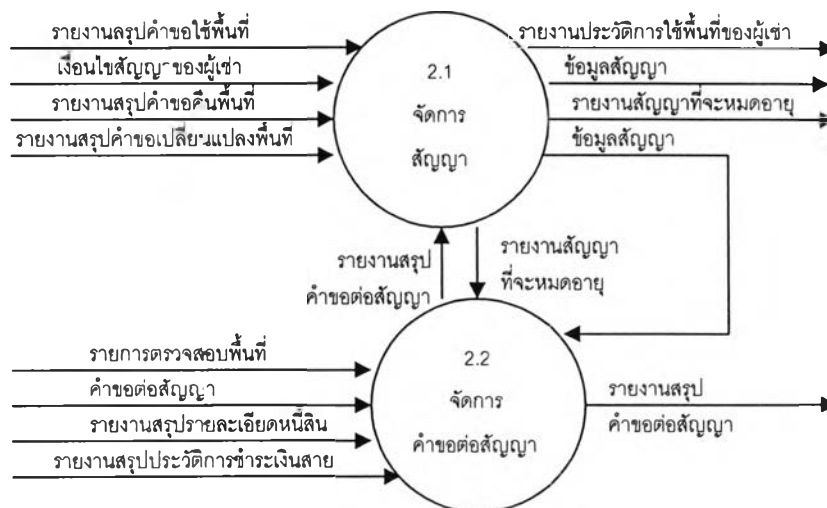 รายงานสรุปคำขอใช้พื้นที่
เงื่อนไขสัญญาของผู้เช่า
รายงานสรุปคำขอคืนพื้นที่
รายงานสรุปคำขอเปลี่ยนแปลงพื้นที่
2.1
จัดการ
สัญญา
รายงานประวัติการใช้พื้นที่ของผู้เช่า
ข้อมูลสัญญา
รายงานสัญญาที่จะหมดอายุ
ข้อมูลสัญญา
รายงานสรุป
คำขอต่อสัญญา
รายงานสัญญา
ที่จะหมดอายุ
รายการตรวจสอบพื้นที่
คำขอต่อสัญญา
รายงานสรุปรายละเอียดหนี้สิน
รายงานสรุปประวัติการชำระเงินสาย
2.2
จัดการ
คำขอต่อสัญญา
รายงานสรุป
คำขอต่อสัญญา